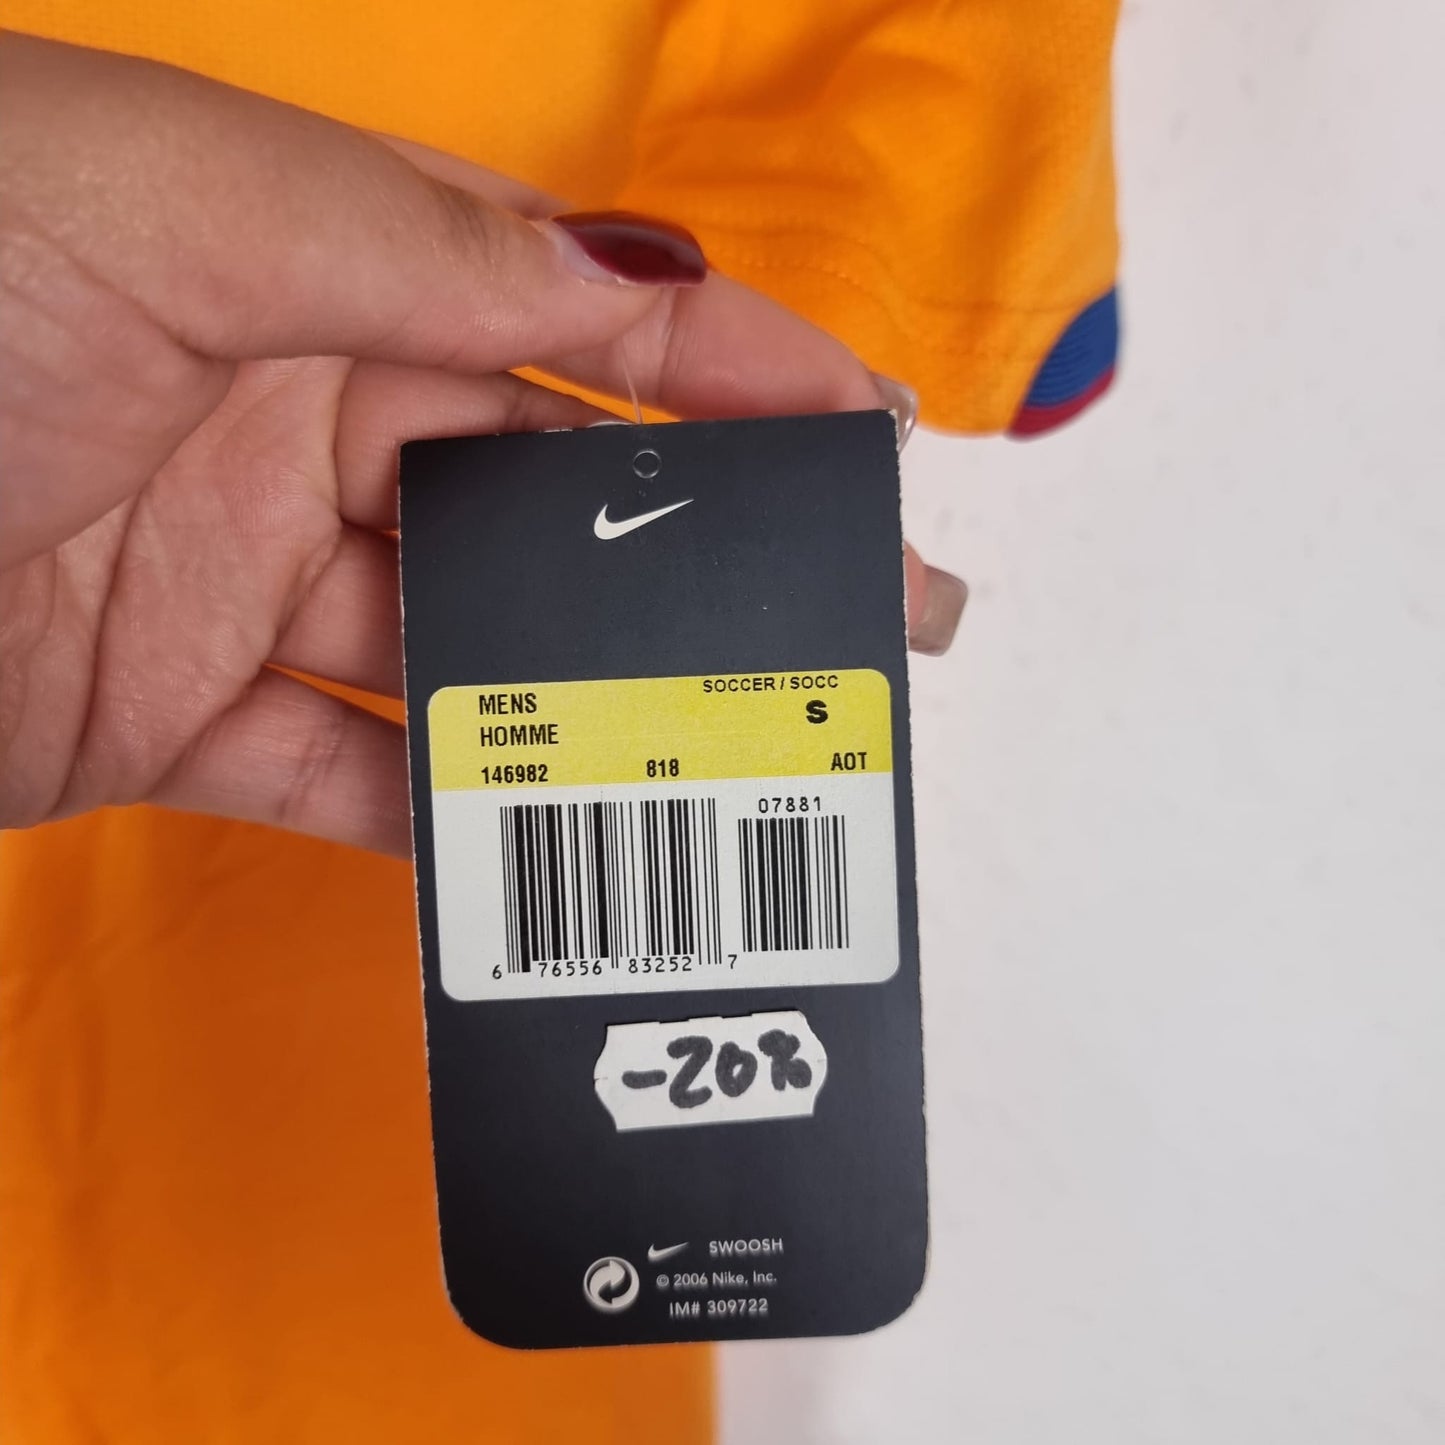 SOCCER / SOCC
MENS S
HOMME
146982 818 AOT
07881
6 76556 83252 7
-20%
SWOOSH
© 2006 Nike, Inc.
IM# 309722